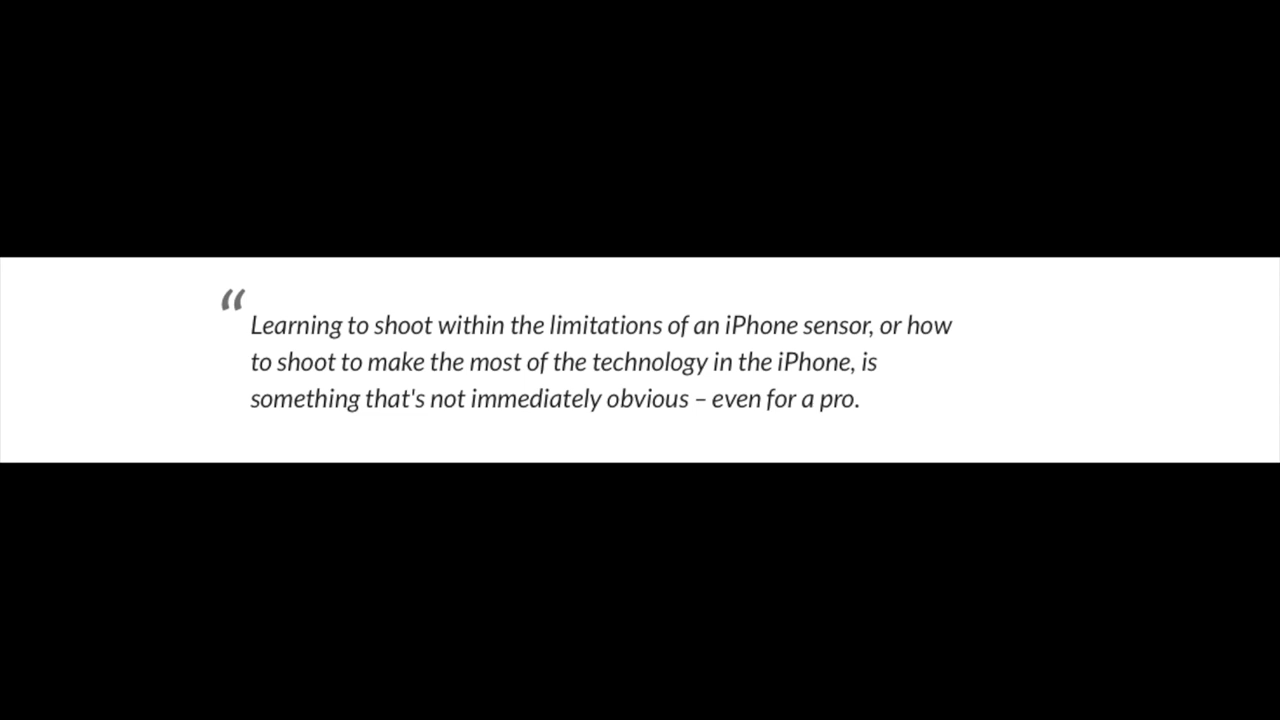 “
Learning to shoot within the limitations of an iPhone sensor, or how
to shoot to make the most of the technology in the iPhone, is
something that's not immediately obvious – even for a pro.